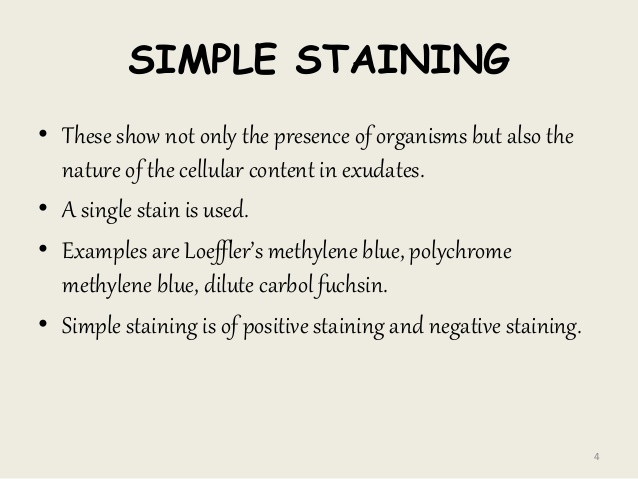 SIMPLE STAINING
• These show not only the presence of organisms but also the
nature of the cellular content in exudates.
• A single stain is used.
• Examples are Loeffler's methylene blue, polychrome
methylene blue, dilute carbol fuchsin.
• Simple staining is of positive staining and negative staining.
4